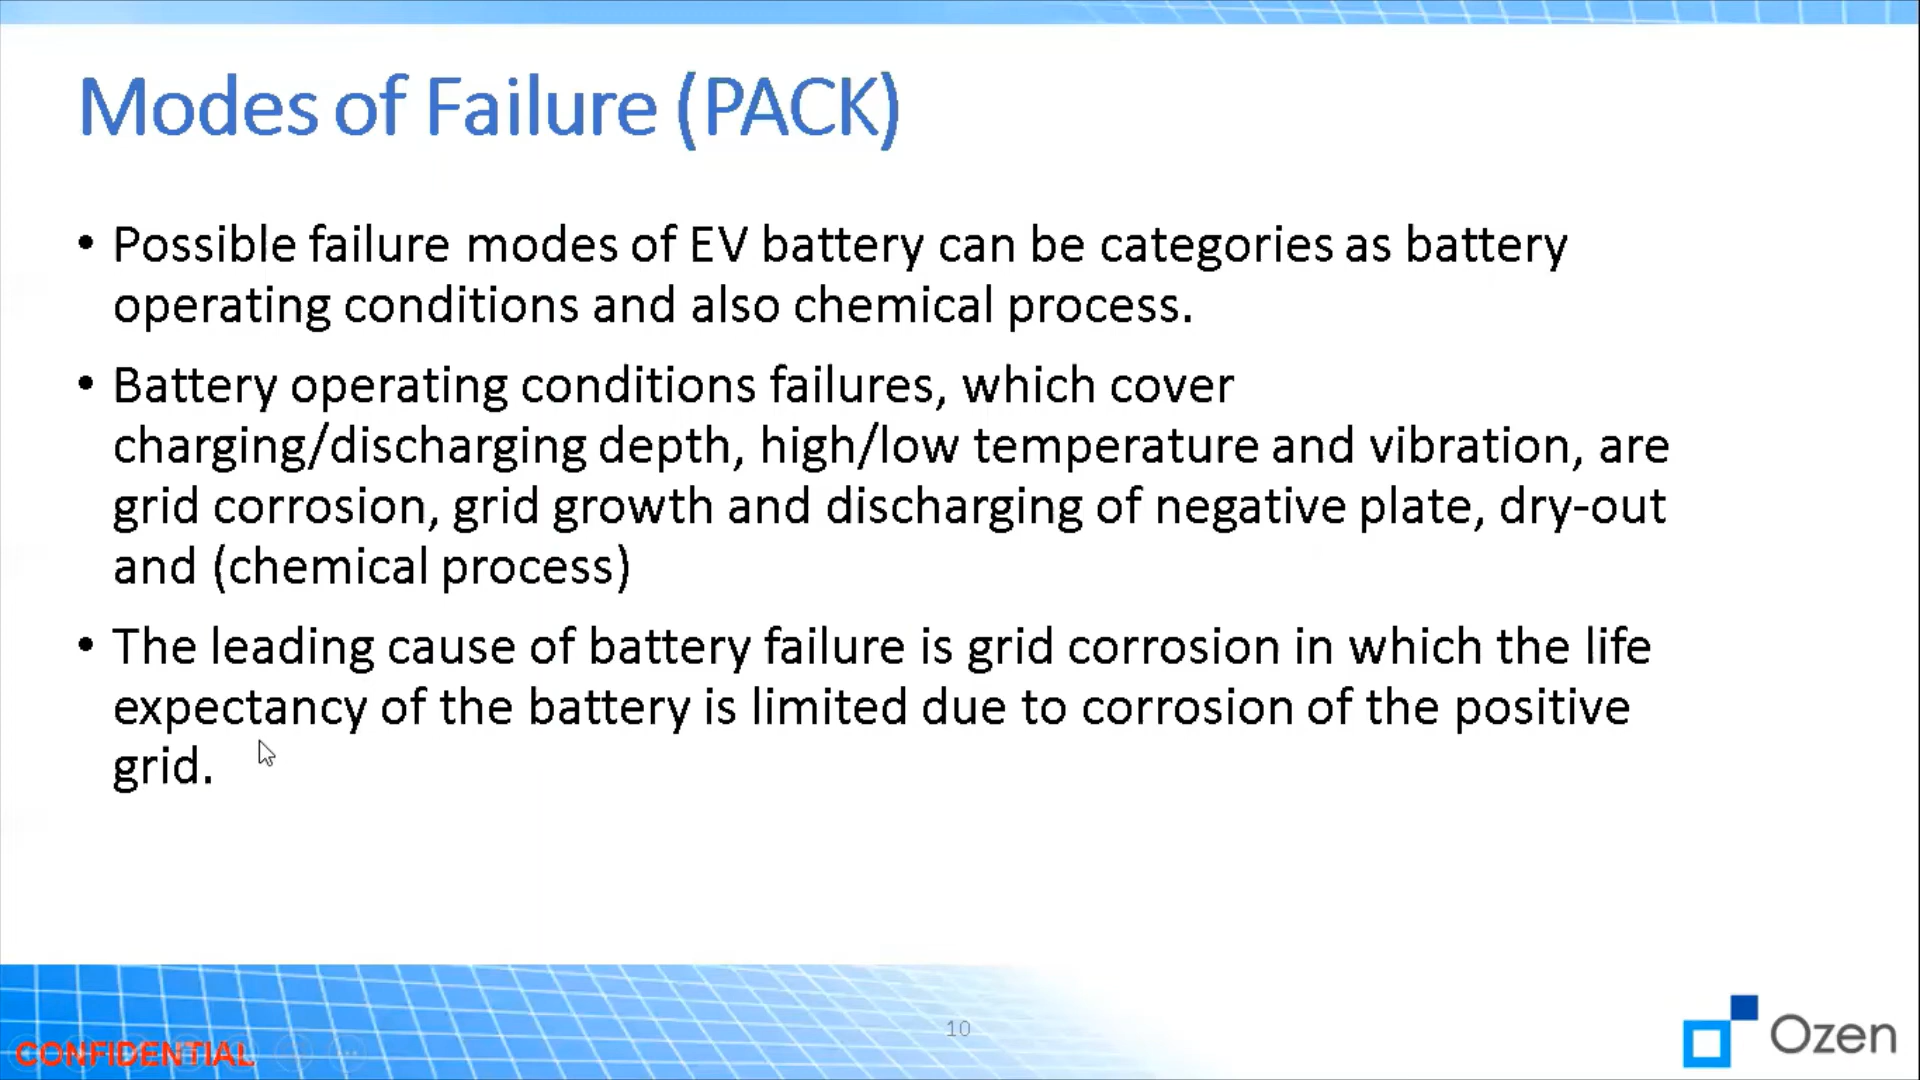 Modes of Failure (PACK)
• Possible failure modes of EV battery can be categories as battery
operating conditions and also chemical process.
• Battery operating conditions failures, which cover
charging/discharging depth, high/low temperature and vibration, are
grid corrosion, grid growth and discharging of negative plate, dry-out
and (chemical process)
• The leading cause of battery failure is grid corrosion in which the life
expectancy of the battery is limited due to corrosion of the positive
grid.
10
CONFIDENTIAL
Ozen